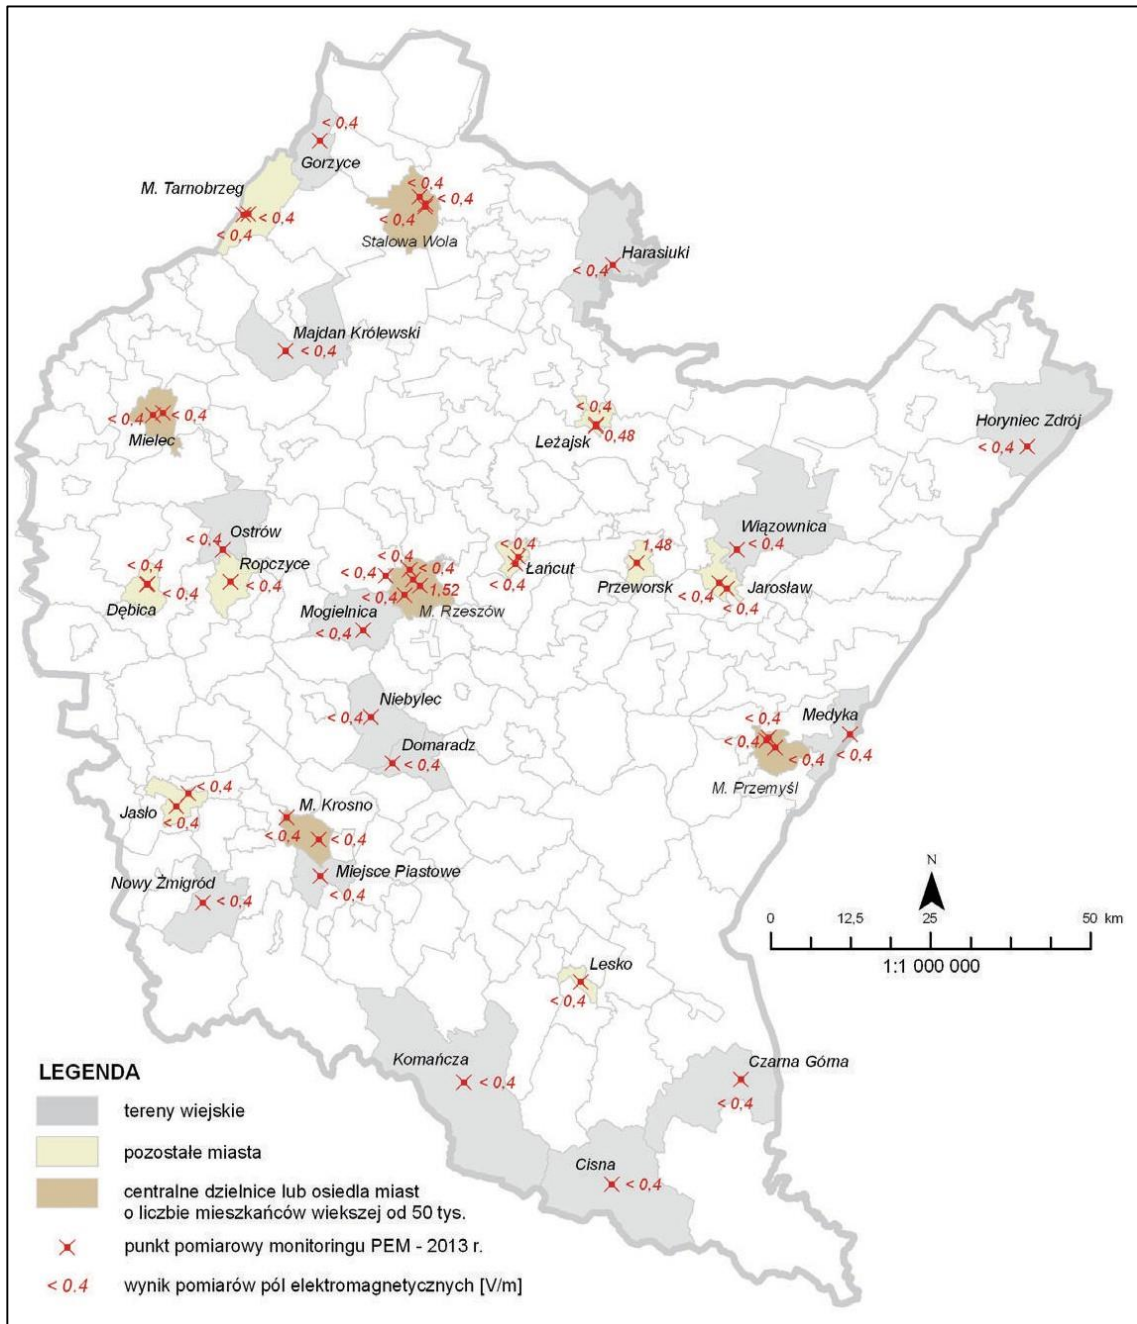 < 0,4
Gorzyce
M. Tarnobrzeg
< 0,4
< 0,4
< 0,4
< 0,4
< 0,4
Stalowa Wola
Harasiuki
< 0,4
Majdan Królewski
< 0,4
< 0,4
< 0,4
Mielec
< 0,4
0,48
Leżajsk
Horyniec Zdrój
< 0,4
Ostrów
< 0,4
Ropczyce
< 0,4
< 0,4
< 0,4
Dębica
< 0,4
< 0,4
< 0,4
1,52
< 0,4
M. Rzeszów
Mogielnica
< 0,4
< 0,4
Łańcut
< 0,4
1,48
Przeworsk
Wiązownica
< 0,4
Jarosław
< 0,4
< 0,4
Niebylec
< 0,4
Domaradz
< 0,4
Medyka
< 0,4
< 0,4
< 0,4
< 0,4
M. Przemyśl
< 0,4
Jasło
< 0,4
M. Krosno
< 0,4
< 0,4
Miejsce Piastowe
< 0,4
Nowy Żmigród
< 0,4
N
0 12,5 25 50 km
1:1 000 000
Lesko
< 0,4
Komańcza
< 0,4
Czarna Górna
< 0,4
Cisna
< 0,4
LEGENDA
tereny wiejskie
pozostałe miasta
centralne dzielnice lub osiedla miast
o liczbie mieszkańców wiekszej od 50 tys.
punkt pomiarowy monitoringu PEM - 2013 r.
< 0.4 wynik pomiarów pól elektromagnetycznych [V/m]